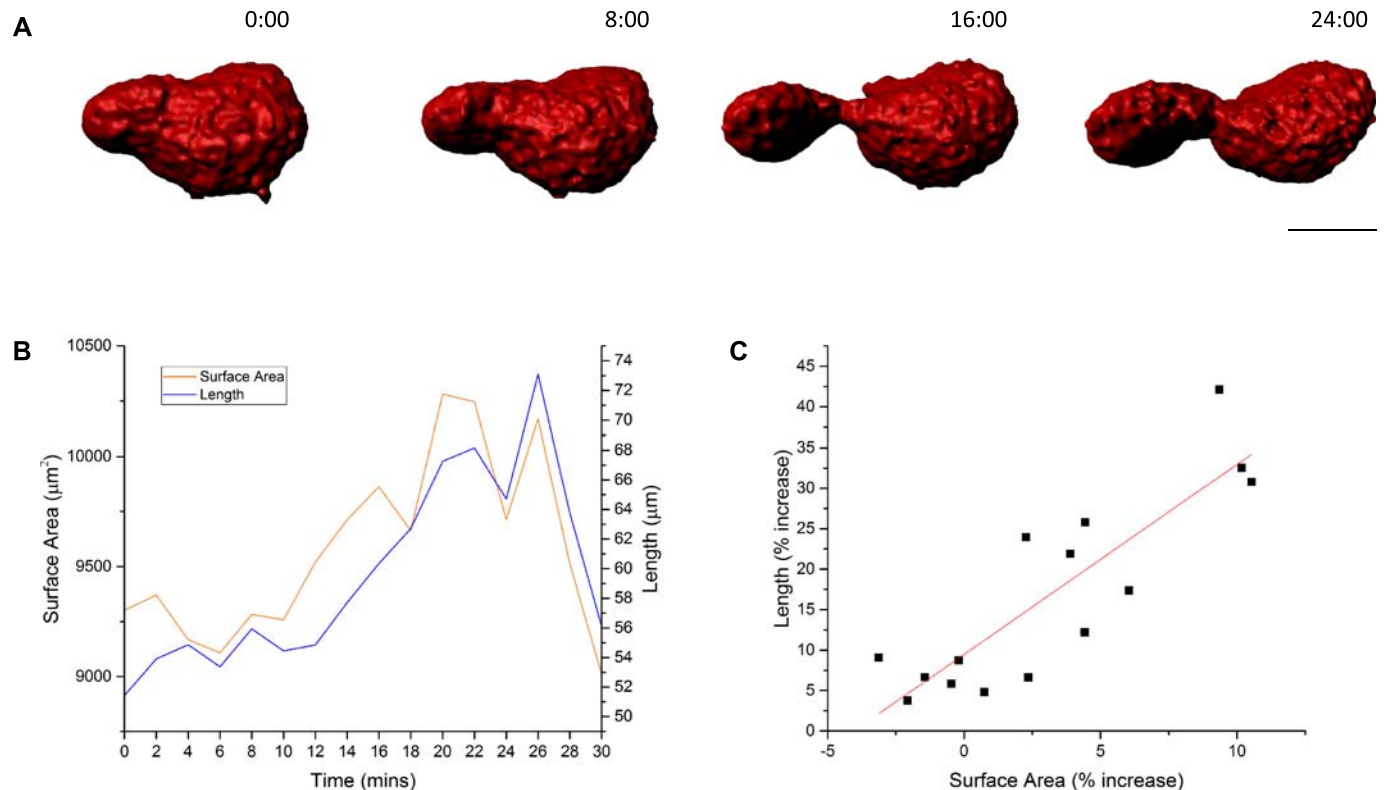 A
0:00
8:00
16:00
24:00
B
10500
10000
9500
9000
Surface Area (μm²)
Surface Area
Length
74
72
70
68
66
64
62
60
58
56
54
52
50
Length (μm)
0 2 4 6 8 10 12 14 16 18 20 22 24 26 28 30
Time (mins)
C
45
40
35
30
25
20
15
10
5
0
Length (% increase)
-5 0 5 10
Surface Area (% increase)